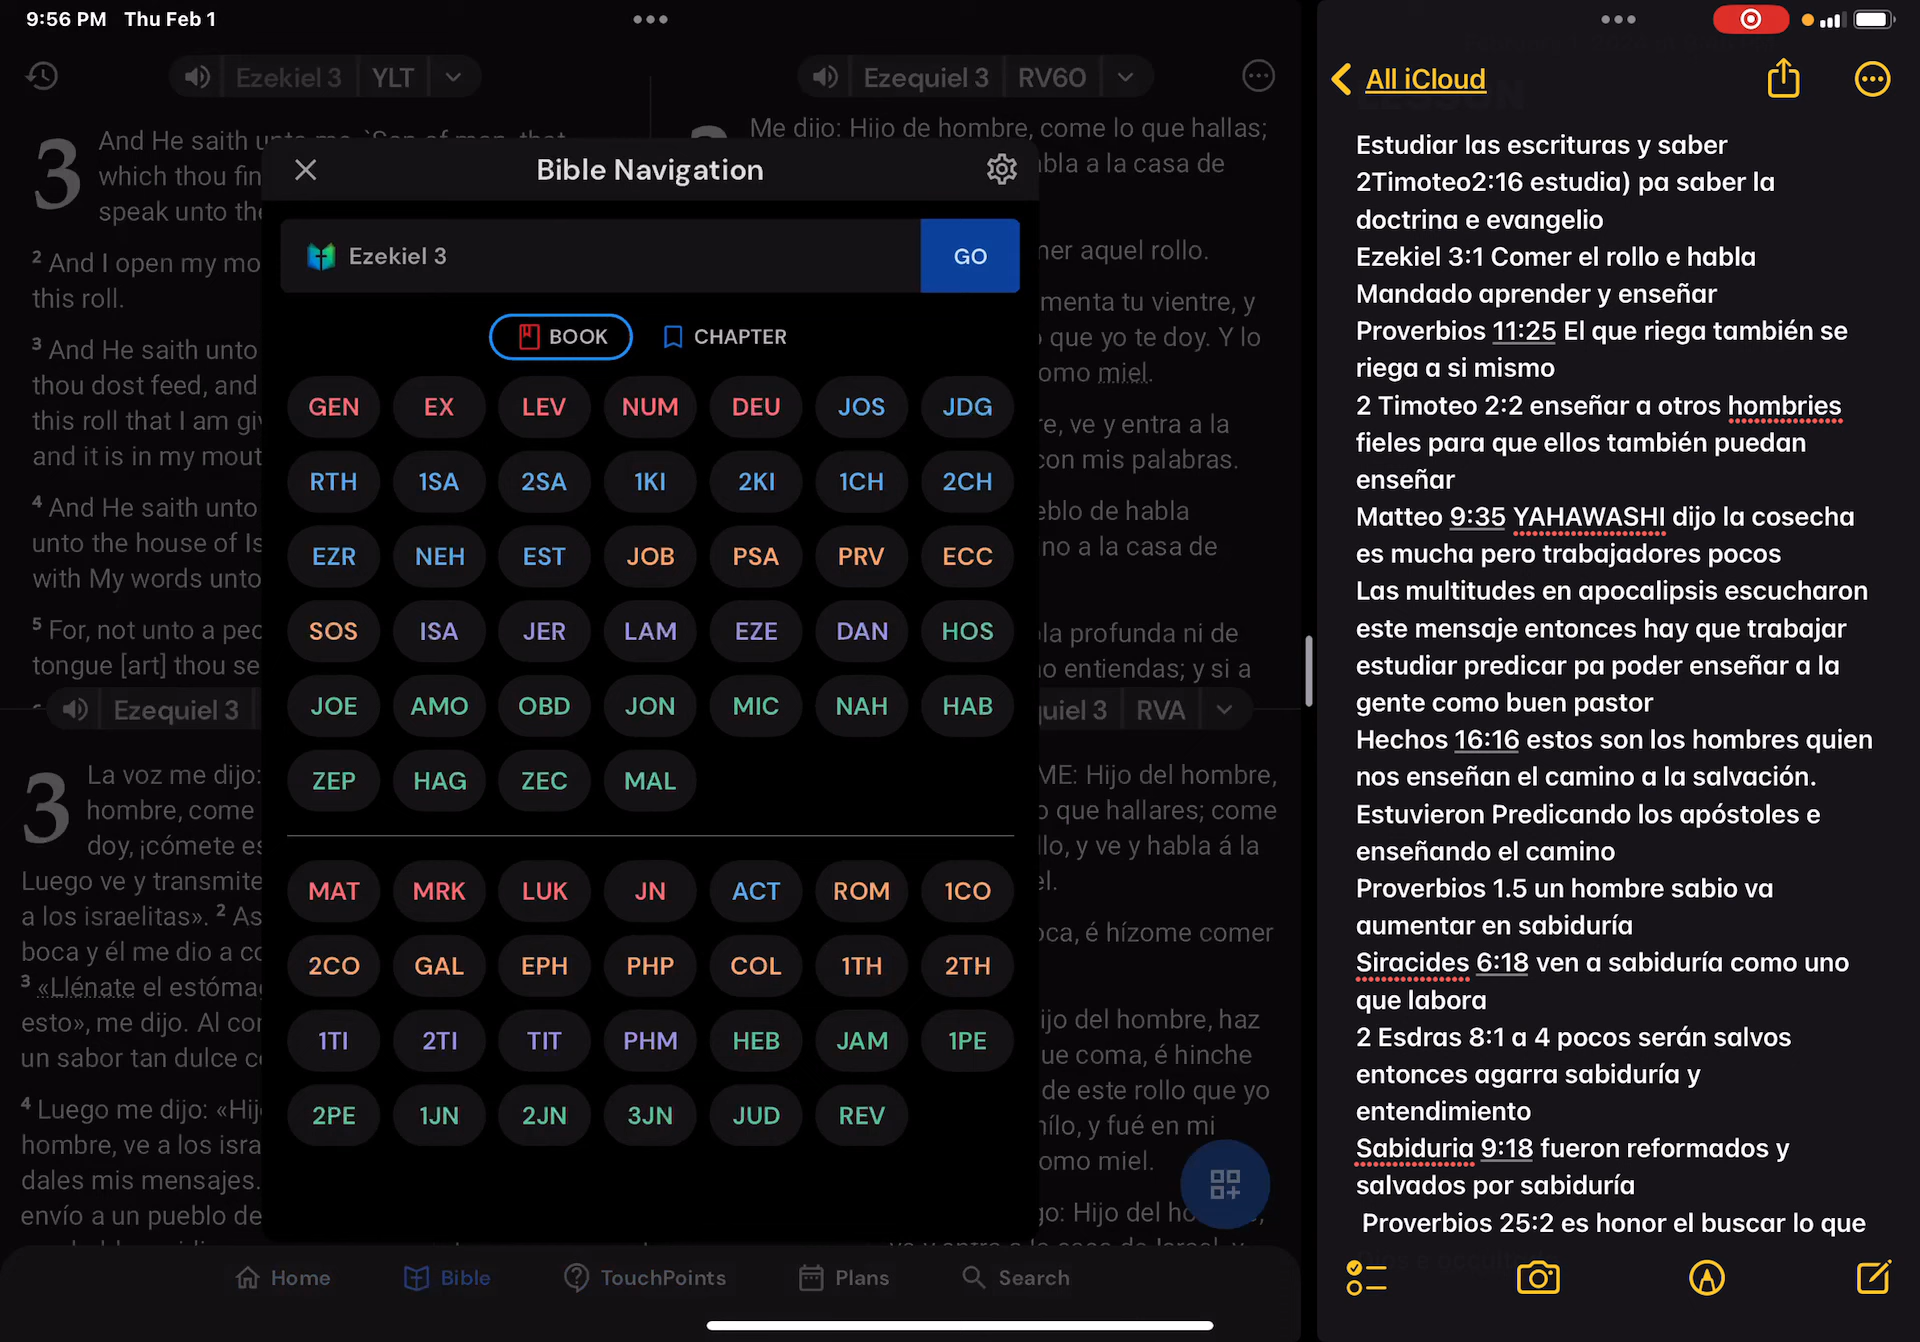 9:56 PM Thu Feb 1
Ezekiel 3 YLT
Ezequiel 3 RV60
3 And He saith unto me, `Son of man, that
which thou fin
speak unto the
2 And I open my mo
this roll.
3 And He saith unto
thou dost feed, and
this roll that I am giv
and it is in my mout
4 And He saith unto
unto the house of Is
with My words unto
5 For, not unto a peo
tongue [art] thou se
Me dijo: Hijo de hombre, come lo que hallas;
bla a la casa de
ner aquel rollo.
menta tu vientre, y
que yo te doy. Y lo
omo miel.
re, ve y entra a la
con mis palabras.
eblo de habla
no a la casa de
la profunda ni de
no entiendas; y si a
Ezequiel 3
quiel 3 RVA
3 La voz me dijo:
hombre, come
doy, ¡cómete es
Luego ve y transmite
a los israelitas». 2 As
boca y él me dio a co
3 «Llénate el estóma
esto», me dijo. Al cor
un sabor tan dulce c
4 Luego me dijo: «Hij
hombre, ve a los isra
dales mis mensajes.
envío a un pueblo de
ME: Hijo del hombre,
o que hallares; come
llo, y ve y habla á la
el.
oca, é hízome comer
ijo del hombre, haz
ue coma, é hinche
de este rollo que yo
mílo, y fué en mi
omo miel.
go: Hijo del ho
Bible Navigation
Ezekiel 3 GO
BOOK CHAPTER
GEN EX LEV NUM DEU JOS JDG
RTH 1SA 2SA 1KI 2KI 1CH 2CH
EZR NEH EST JOB PSA PRV ECC
SOS ISA JER LAM EZE DAN HOS
JOE AMO OBD JON MIC NAH HAB
ZEP HAG ZEC MAL
MAT MRK LUK JN ACT ROM 1CO
2CO GAL EPH PHP COL 1TH 2TH
1TI 2TI TIT PHM HEB JAM 1PE
2PE 1JN 2JN 3JN JUD REV
Home Bible TouchPoints Plans Search
All iCloud
Estudiar las escrituras y saber
2Timoteo2:16 estudia) pa saber la
doctrina e evangelio
Ezekiel 3:1 Comer el rollo e habla
Mandado aprender y enseñar
Proverbios 11:25 El que riega también se
riega a si mismo
2 Timoteo 2:2 enseñar a otros hombries
fieles para que ellos también puedan
enseñar
Matteo 9:35 YAHAWASHI dijo la cosecha
es mucha pero trabajadores pocos
Las multitudes en apocalipsis escucharon
este mensaje entonces hay que trabajar
estudiar predicar pa poder enseñar a la
gente como buen pastor
Hechos 16:16 estos son los hombres quien
nos enseñan el camino a la salvación.
Estuvieron Predicando los apóstoles e
enseñando el camino
Proverbios 1.5 un hombre sabio va
aumentar en sabiduría
Siracides 6:18 ven a sabiduría como uno
que labora
2 Esdras 8:1 a 4 pocos serán salvos
entonces agarra sabiduría y
entendimiento
Sabiduria 9:18 fueron reformados y
salvados por sabiduría
Proverbios 25:2 es honor el buscar lo que